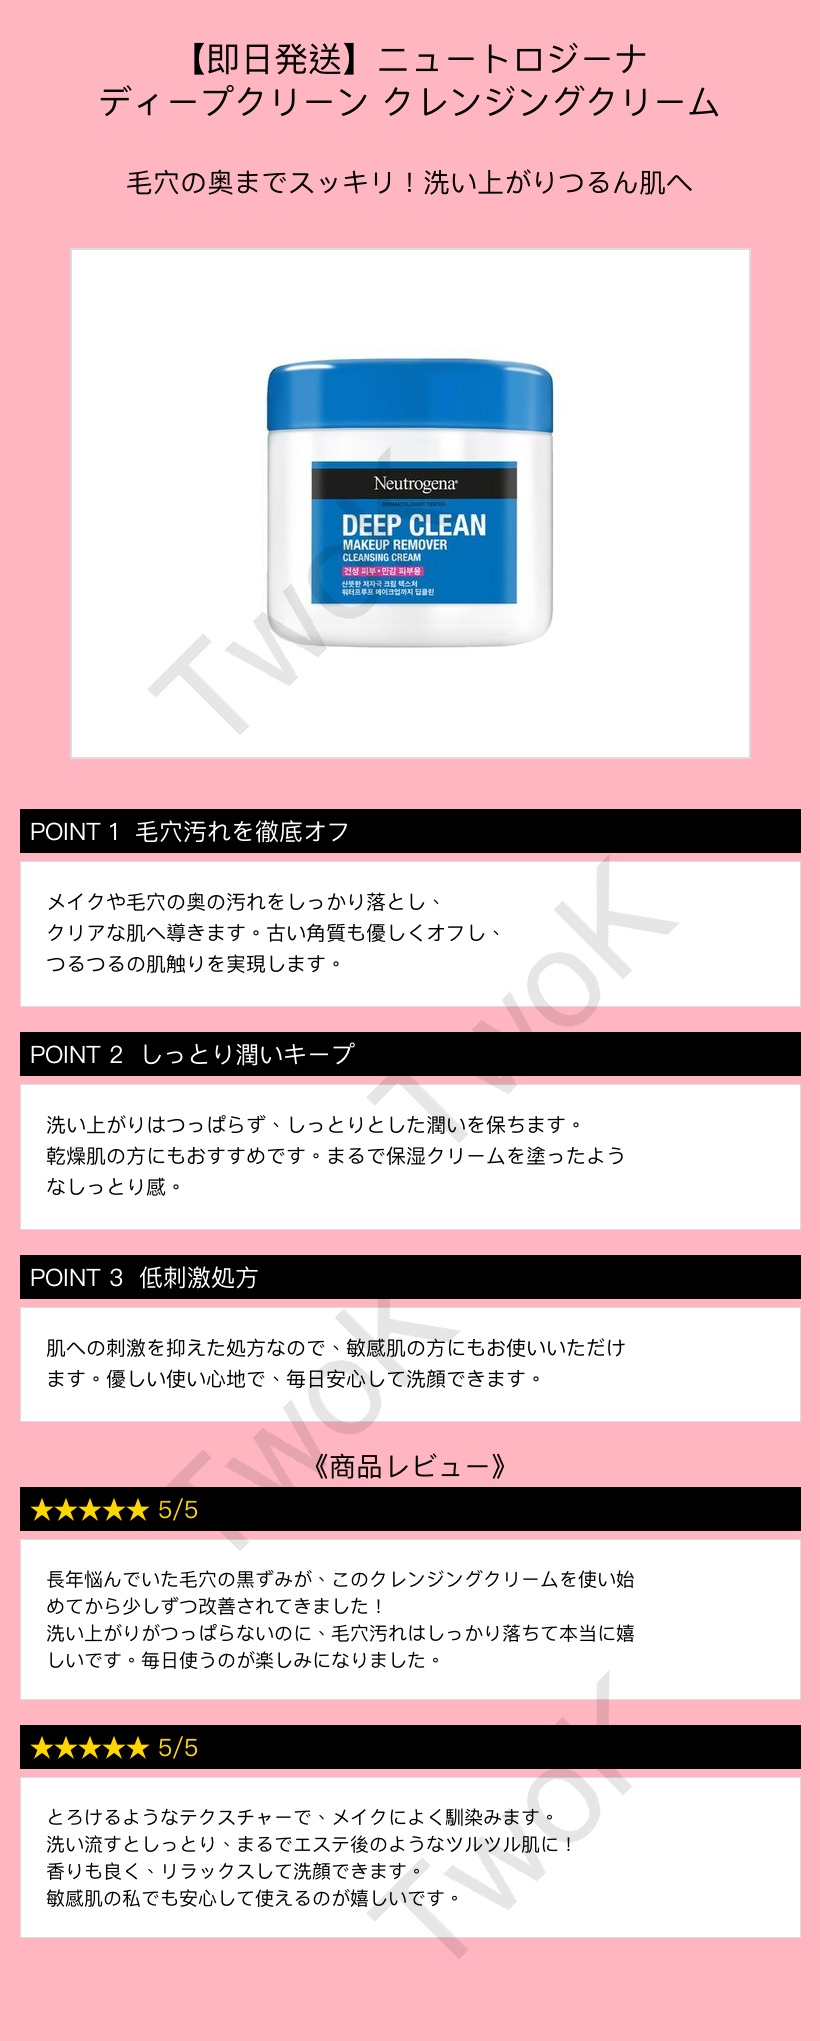 【即日発送】ニュートロジーナ
ディープクリーン クレンジングクリーム
毛穴の奥までスッキリ！洗い上がりつるん肌へ
Neutrogena®
DERMATOLOGIST TESTED
DEEP CLEAN
MAKEUP REMOVER
CLEANSING CREAM
건성 피부•민감 피부용
산뜻한 저자극 크림 텍스처
워터프루프 메이크업까지 딥클린
TwoK
POINT 1 毛穴汚れを徹底オフ
メイクや毛穴の奥の汚れをしっかり落とし、
クリアな肌へ導きます。古い角質も優しくオフし、
つるつるの肌触りを実現します。
TwoK
POINT 2 しっとり潤いキープ
洗い上がりはつっぱらず、しっとりとした潤いを保ちます。
乾燥肌の方にもおすすめです。まるで保湿クリームを塗ったよう
なしっとり感。
POINT 3 低刺激処方
肌への刺激を抑えた処方なので、敏感肌の方にもお使いいただけ
ます。優しい使い心地で、毎日安心して洗顔できます。
TwoK
《商品レビュー》
★★★★★ 5/5
長年悩んでいた毛穴の黒ずみが、このクレンジングクリームを使い始
めてから少しずつ改善されてきました！
洗い上がりがつっぱらないのに、毛穴汚れはしっかり落ちて本当に嬉
しいです。毎日使うのが楽しみになりました。
★★★★★ 5/5
とろけるようなテクスチャーで、メイクによく馴染みます。
洗い流すとしっとり、まるでエステ後のようなツルツル肌に！
香りも良く、リラックスして洗顔できます。
敏感肌の私でも安心して使えるのが嬉しいです。
TwoK